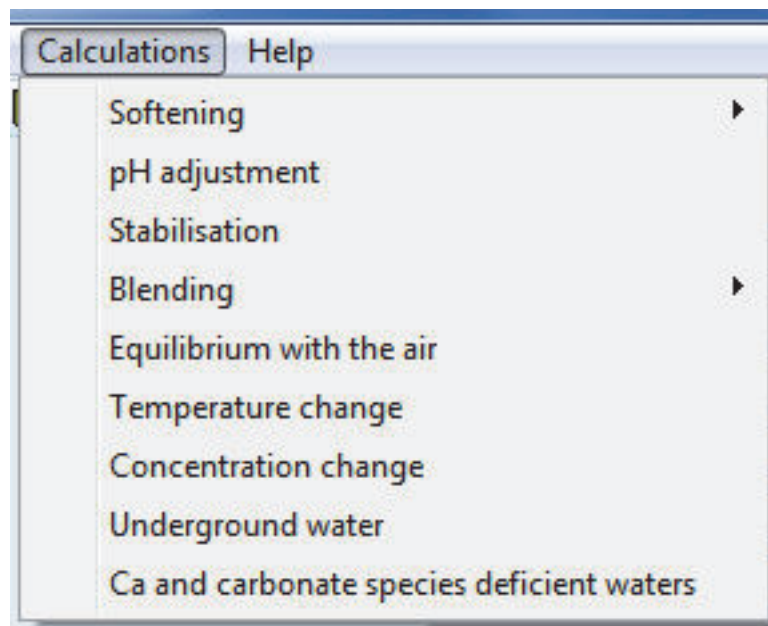 Calculations Help
Softening
pH adjustment
Stabilisation
Blending
Equilibrium with the air
Temperature change
Concentration change
Underground water
Ca and carbonate species deficient waters